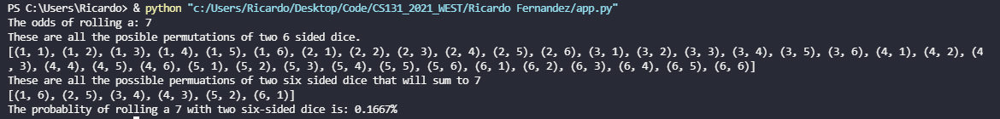 PS C:\Users\Ricardo> & python "c:/Users/Ricardo/Desktop/Code/CS131_2021_WEST/Ricardo Fernandez/app.py"
The odds of rolling a: 7
These are all the posible permutations of two 6 sided dice.
[(1, 1), (1, 2), (1, 3), (1, 4), (1, 5), (1, 6), (2, 1), (2, 2), (2, 3), (2, 4), (2, 5), (2, 6), (3, 1), (3, 2), (3, 3), (3, 4), (3, 5), (3, 6), (4, 1), (4, 2), (4
, 3), (4, 4), (4, 5), (4, 6), (5, 1), (5, 2), (5, 3), (5, 4), (5, 5), (5, 6), (6, 1), (6, 2), (6, 3), (6, 4), (6, 5), (6, 6)]
These are all the possible permuations of two six sided dice that will sum to 7
[(1, 6), (2, 5), (3, 4), (4, 3), (5, 2), (6, 1)]
The probablity of rolling a 7 with two six-sided dice is: 0.1667%